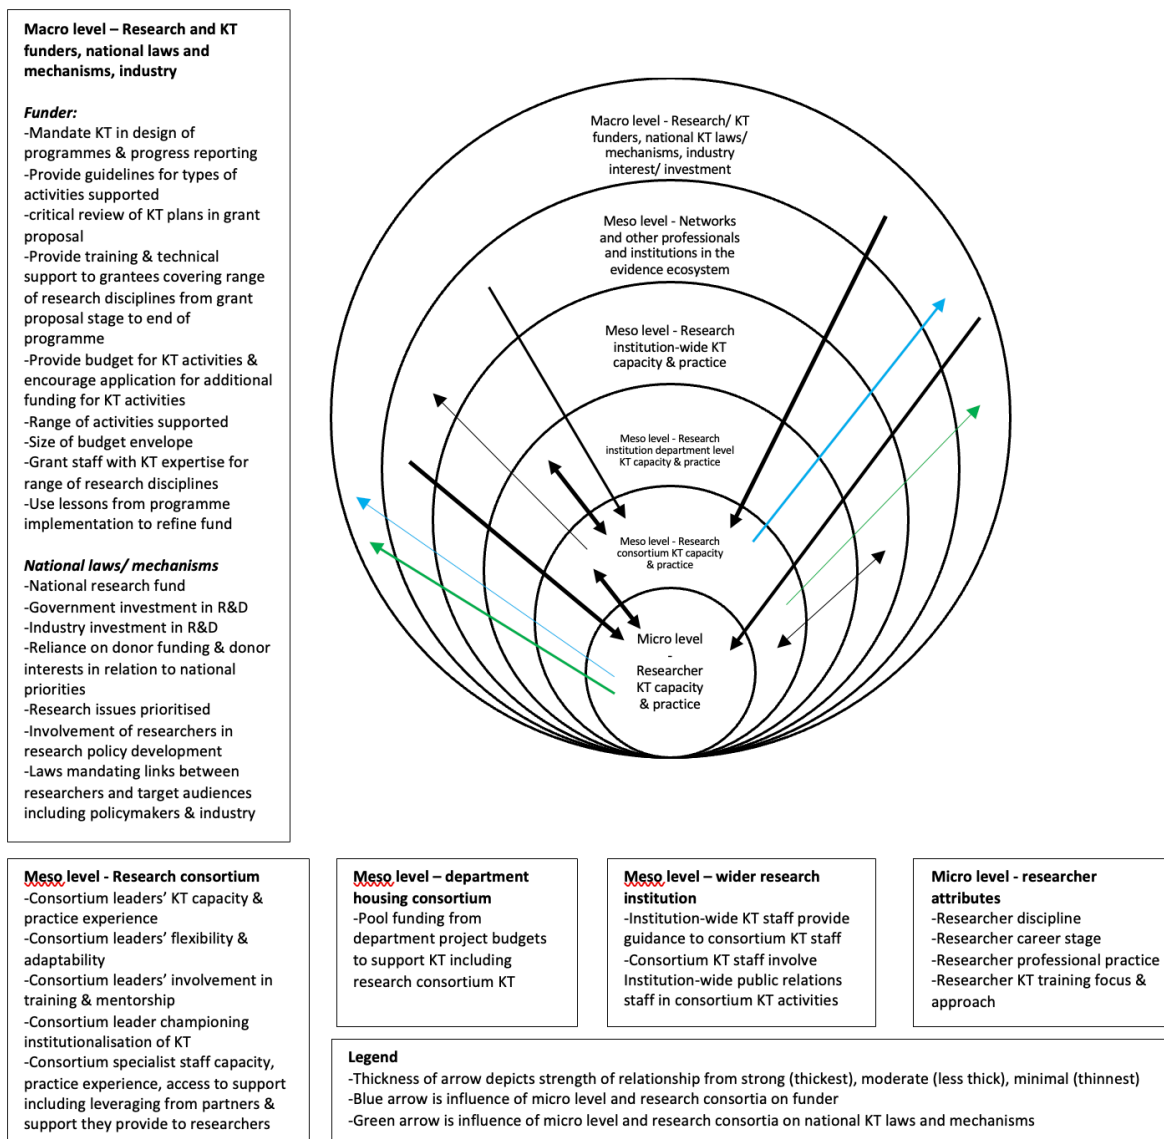 Macro level – Research and KT
funders, national laws and
mechanisms, industry
Funder:
-Mandate KT in design of
programmes & progress reporting
-Provide guidelines for types of
activities supported
-critical review of KT plans in grant
proposal
-Provide training & technical
support to grantees covering range
of research disciplines from grant
proposal stage to end of
programme
-Provide budget for KT activities &
encourage application for additional
funding for KT activities
-Range of activities supported
-Size of budget envelope
-Grant staff with KT expertise for
range of research disciplines
-Use lessons from programme
implementation to refine fund
National laws/ mechanisms
-National research fund
-Government investment in R&D
-Industry investment in R&D
-Reliance on donor funding & donor
interests in relation to national
priorities
-Research issues prioritised
-Involvement of researchers in
research policy development
-Laws mandating links between
researchers and target audiences
including policymakers & industry
Macro level - Research/ KT
funders, national KT laws/
mechanisms, industry
interest/ investment
Meso level - Networks
and other professionals
and institutions in the
evidence ecosystem
Meso level - Research
institution-wide KT
capacity & practice
Meso level - Research
institution department level
KT capacity & practice
Meso level - Research
consortium KT capacity
& practice
Micro level
-
Researcher
KT capacity
& practice
Meso level - Research consortium
-Consortium leaders’ KT capacity &
practice experience
-Consortium leaders’ flexibility &
adaptability
-Consortium leaders’ involvement in
training & mentorship
-Consortium leader championing
institutionalisation of KT
-Consortium specialist staff capacity,
practice experience, access to support
including leveraging from partners &
support they provide to researchers
Meso level – department
housing consortium
-Pool funding from
department project budgets
to support KT including
research consortium KT
Meso level – wider research
institution
-Institution-wide KT staff provide
guidance to consortium KT staff
-Consortium KT staff involve
Institution-wide public relations
staff in consortium KT activities
Micro level - researcher
attributes
-Researcher discipline
-Researcher career stage
-Researcher professional practice
-Researcher KT training focus &
approach
Legend
-Thickness of arrow depicts strength of relationship from strong (thickest), moderate (less thick), minimal (thinnest)
-Blue arrow is influence of micro level and research consortia on funder
-Green arrow is influence of micro level and research consortia on national KT laws and mechanisms